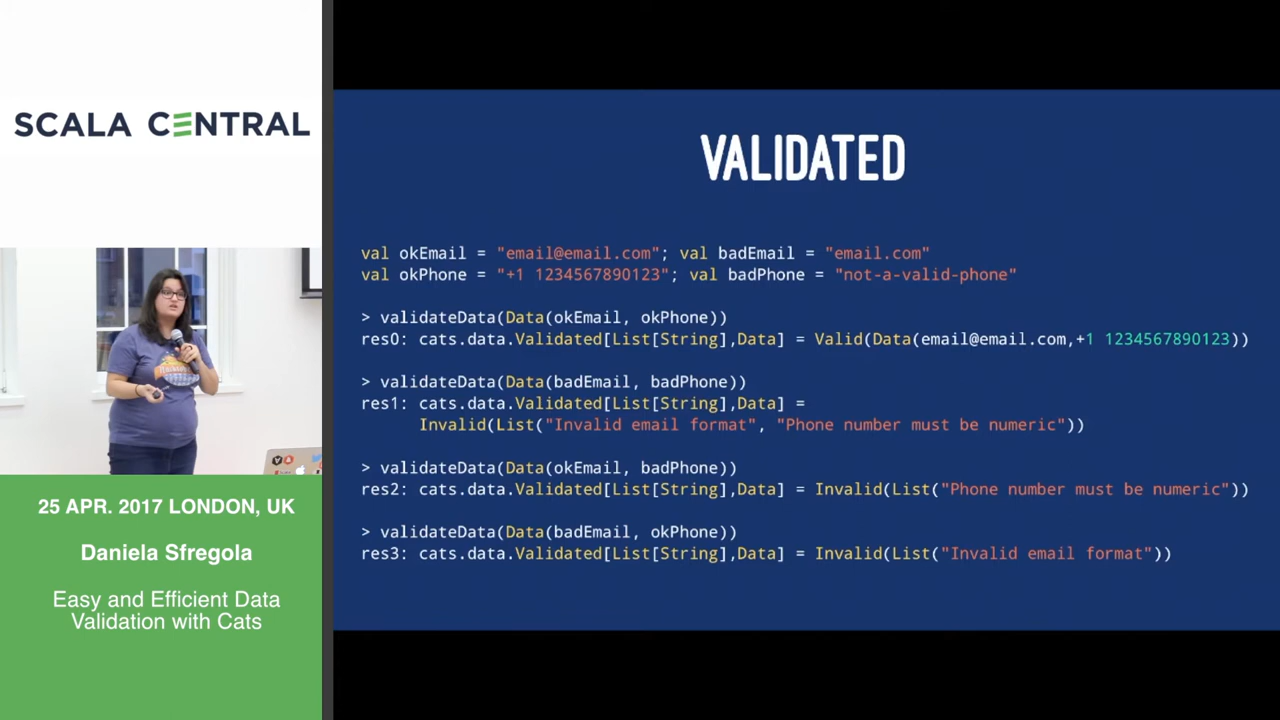 SCALA CENTRAL
25 APR. 2017 LONDON, UK
Daniela Sfregola
Easy and Efficient Data
Validation with Cats
VALIDATED
val okEmail = "email@email.com"; val badEmail = "email.com"
val okPhone = "+1 1234567890123"; val badPhone = "not-a-valid-phone"
> validateData(Data(okEmail, okPhone))
res0: cats.data.Validated[List[String],Data] = Valid(Data(email@email.com,+1 1234567890123))
> validateData(Data(badEmail, badPhone))
res1: cats.data.Validated[List[String],Data] =
Invalid(List("Invalid email format", "Phone number must be numeric"))
> validateData(Data(okEmail, badPhone))
res2: cats.data.Validated[List[String],Data] = Invalid(List("Phone number must be numeric"))
> validateData(Data(badEmail, okPhone))
res3: cats.data.Validated[List[String],Data] = Invalid(List("Invalid email format"))